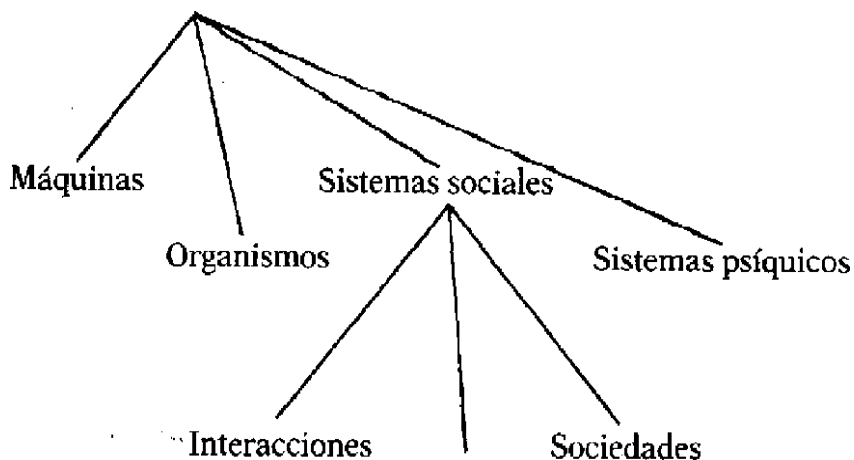 Máquinas
Sistemas sociales
Organismos
Sistemas psíquicos
Interacciones
Sociedades